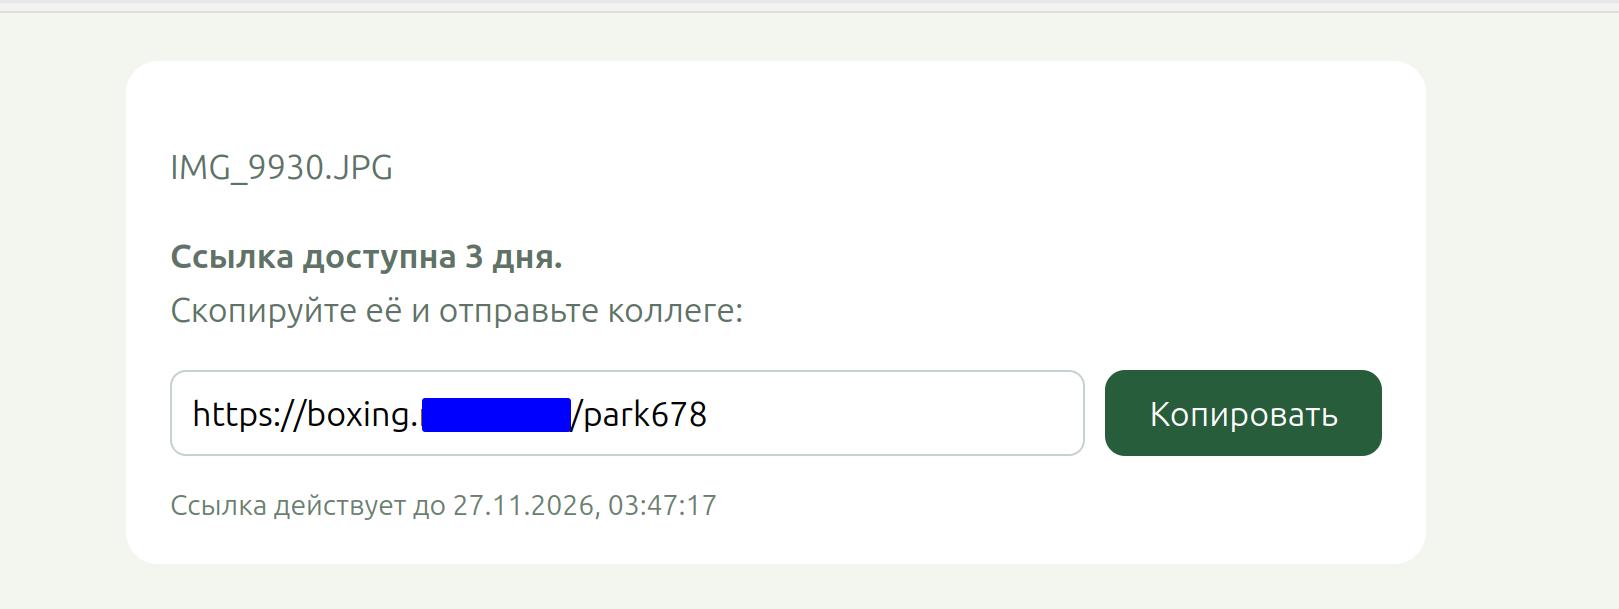 IMG_9930.JPG
Ссылка доступна 3 дня.
Скопируйте её и отправьте коллеге:
https://boxing. /park678
Копировать
Ссылка действует до 27.11.2026, 03:47:17